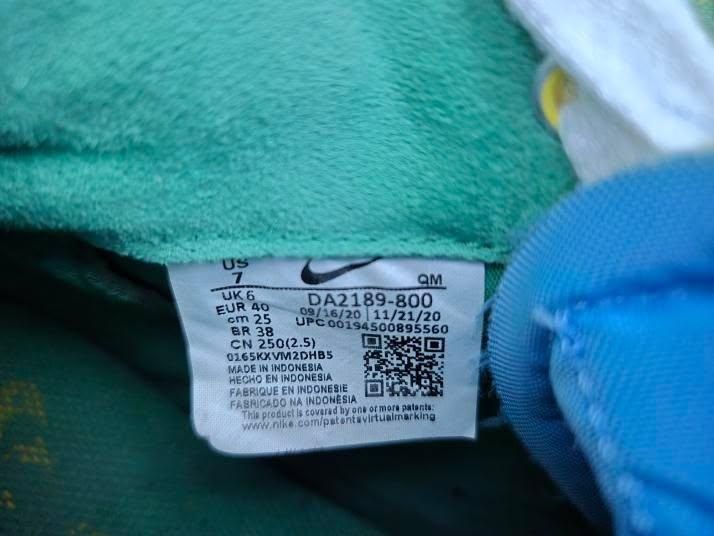 US
7
QM
UK 6
DA2189-800
EUR 40
09/16/20 | 11/21/20
cm 25
UPC 00194500895560
BR 38
CN 250(2.5)
0165KXVM2DHB5
MADE IN INDONESIA
HECHO EN INDONESIA
FABRIQUE EN INDONESIE
FABRICADO NA INDONÉSIA
This product is covered by one or more patents:
www.nike.com/patentsvirtualmarking